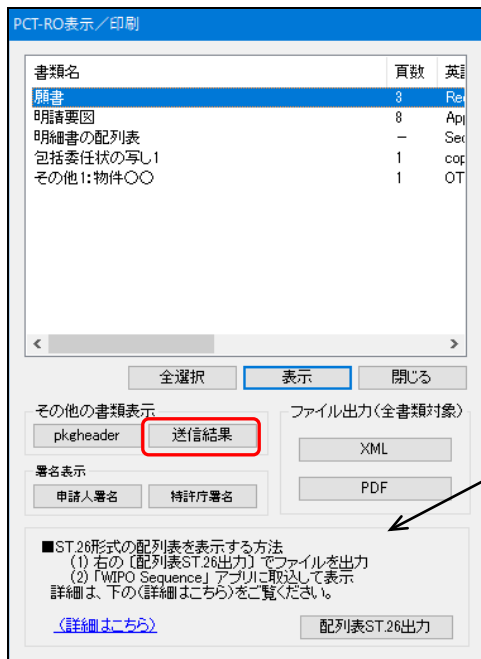 PCT-RO表示／印刷
書類名 頁数 英
願書 3 Re
明請要図 8 Ap
明細書の配列表 － Se
包括委任状の写し1 1 cop
その他1:物件〇〇 1 OT
全選択 表示 閉じる
その他の書類表示 ファイル出力(全書類対象)
pkgheader 送信結果
XML
署名表示
PDF
申請人署名 特許庁署名
■ST.26形式の配列表を表示する方法
(1) 右の〔配列表ST.26出力〕でファイルを出力
(2)「WIPO Sequence」アプリに取込して表示
詳細は、下の〈詳細はこちら〉をご覧ください。
〈詳細はこちら〉 配列表ST.26出力